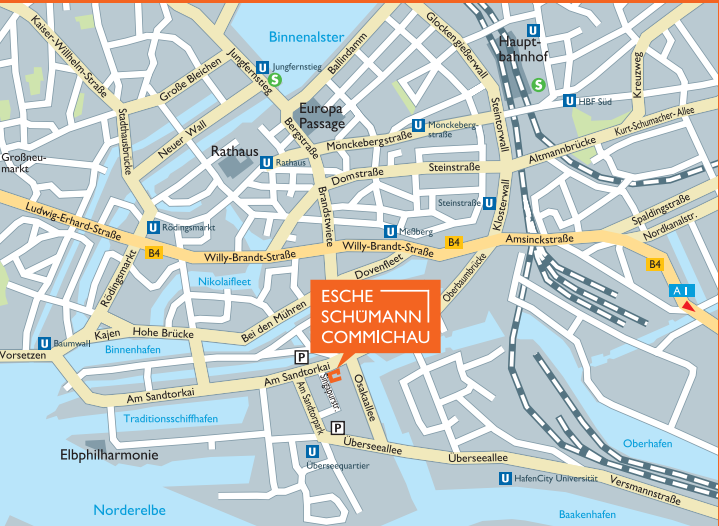 Binnenalster
Kaiser-Wilhelm-Straße
Jungfernstieg
U Jungfernstieg
S
Ballindamm
Glockengießerwall
U
Haupt-
bahnhof
S
Kreuzweg
Große Bleichen
Neuer Wall
Stadthausbrücke
Europa
Passage
Bergstraße
Steintorwall
U HBF Süd
U Mönckeberg-
straße
Mönckebergstraße
Kurt-Schumacher-Allee
Altmannbrücke
Großneu-
markt
Rathaus
U Rathaus
Domstraße
Steinstraße
Steinstraße U
Klosterwall
Brandstwiete
Spaldingstraße
Nordkanalstr.
Ludwig-Erhard-Straße
U Rödingsmarkt
B4
Willy-Brandt-Straße
U Meßberg
Willy-Brandt-Straße
B4
Amsinckstraße
B4
A 1
Rödingsmarkt
Nikolaifleet
Dovenfleet
Oberbaumbrücke
ESCHE
SCHÜMANN
COMMICHAU
Bei den Mühren
Hohe Brücke
Kajen
U Baumwall
Vorsetzen
Binnenhafen
P
Am Sandtorkai
Am Sandtorkai
Am Sandtorpark
Osakaallee
Traditionsschiffhafen
P
Überseeallee
Überseeallee
Oberhafen
Elbphilharmonie
U
Überseequartier
U HafenCity Universität
Versmannstraße
Norderelbe
Baakenhafen